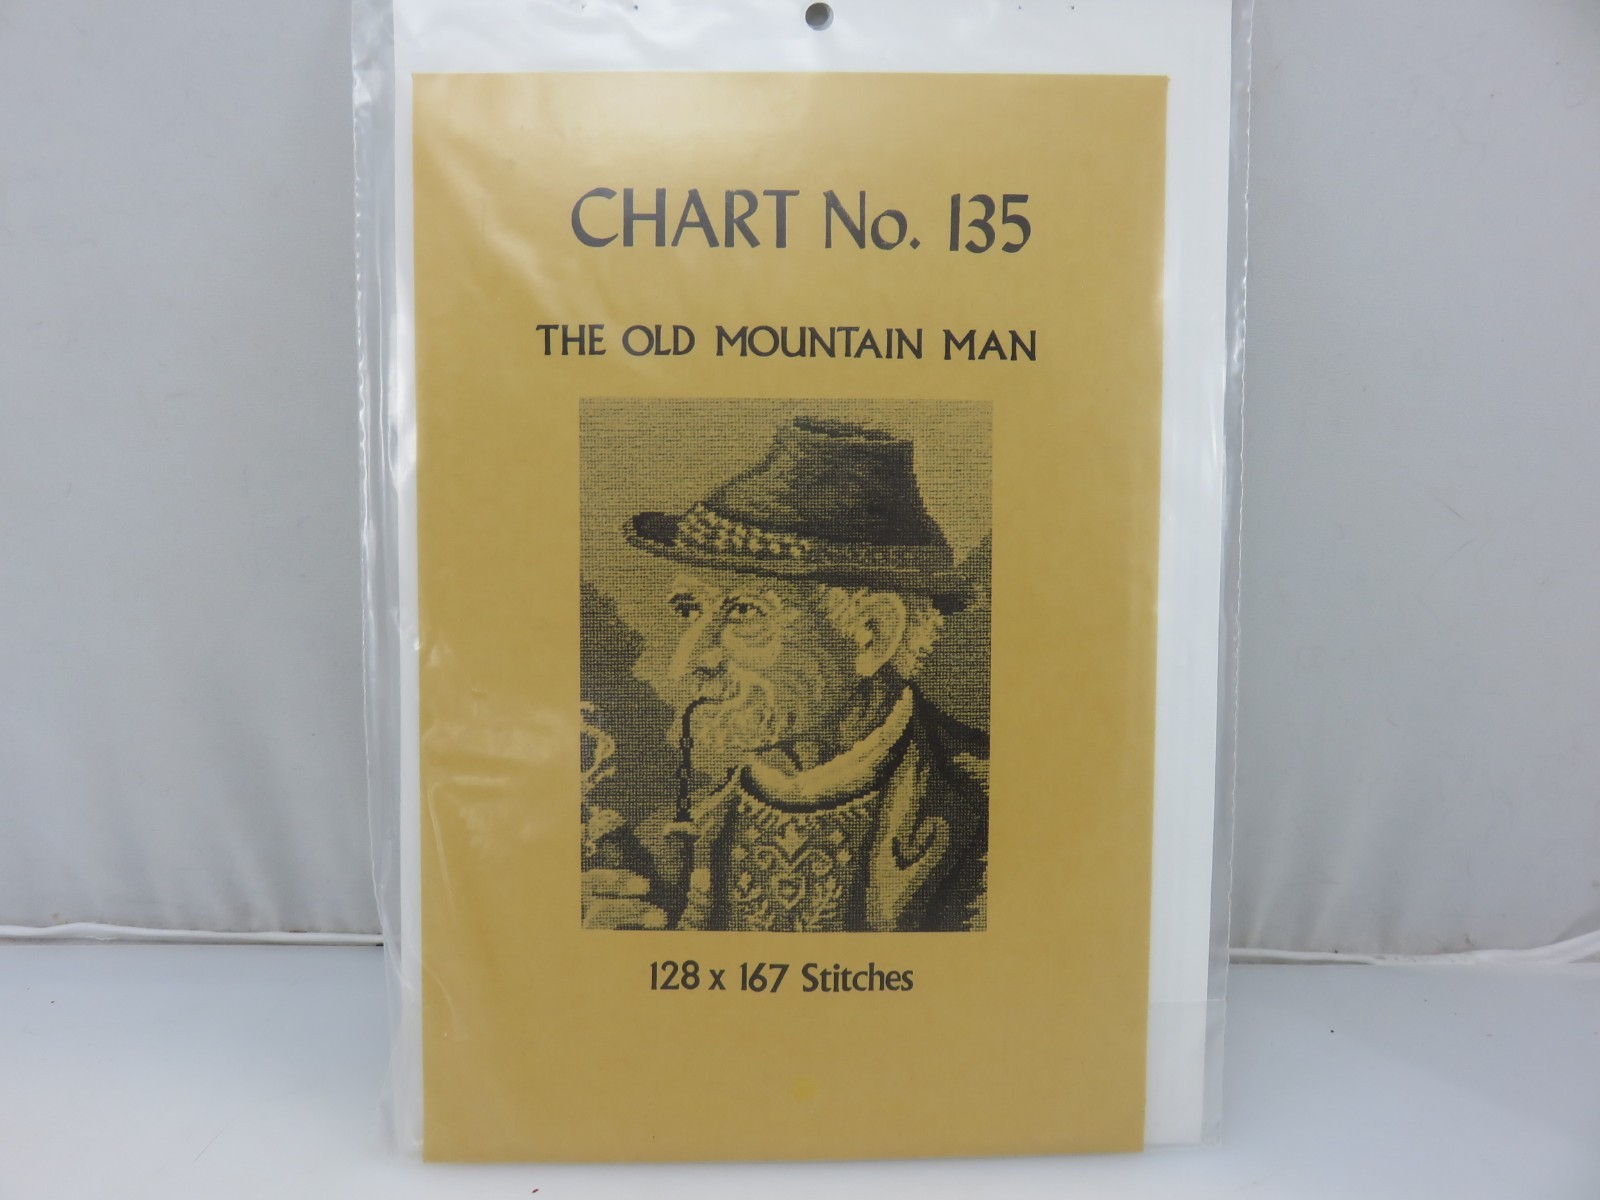 CHART No. 135
THE OLD MOUNTAIN MAN
128 x 167 Stitches